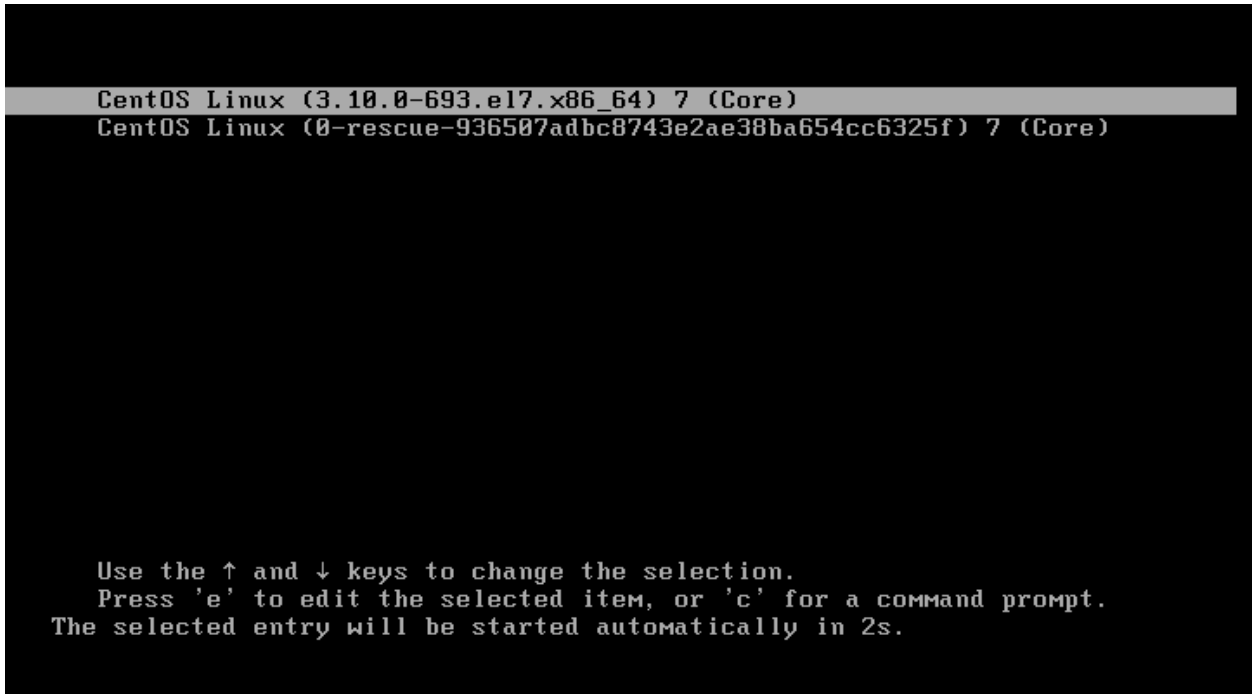 CentOS Linux (3.10.0-693.el7.x86_64) 7 (Core)
CentOS Linux (0-rescue-936507adbc8743e2ae38ba654cc6325f) 7 (Core)
Use the ↑ and ↓ keys to change the selection.
Press 'e' to edit the selected item, or 'c' for a command prompt.
The selected entry will be started automatically in 2s.